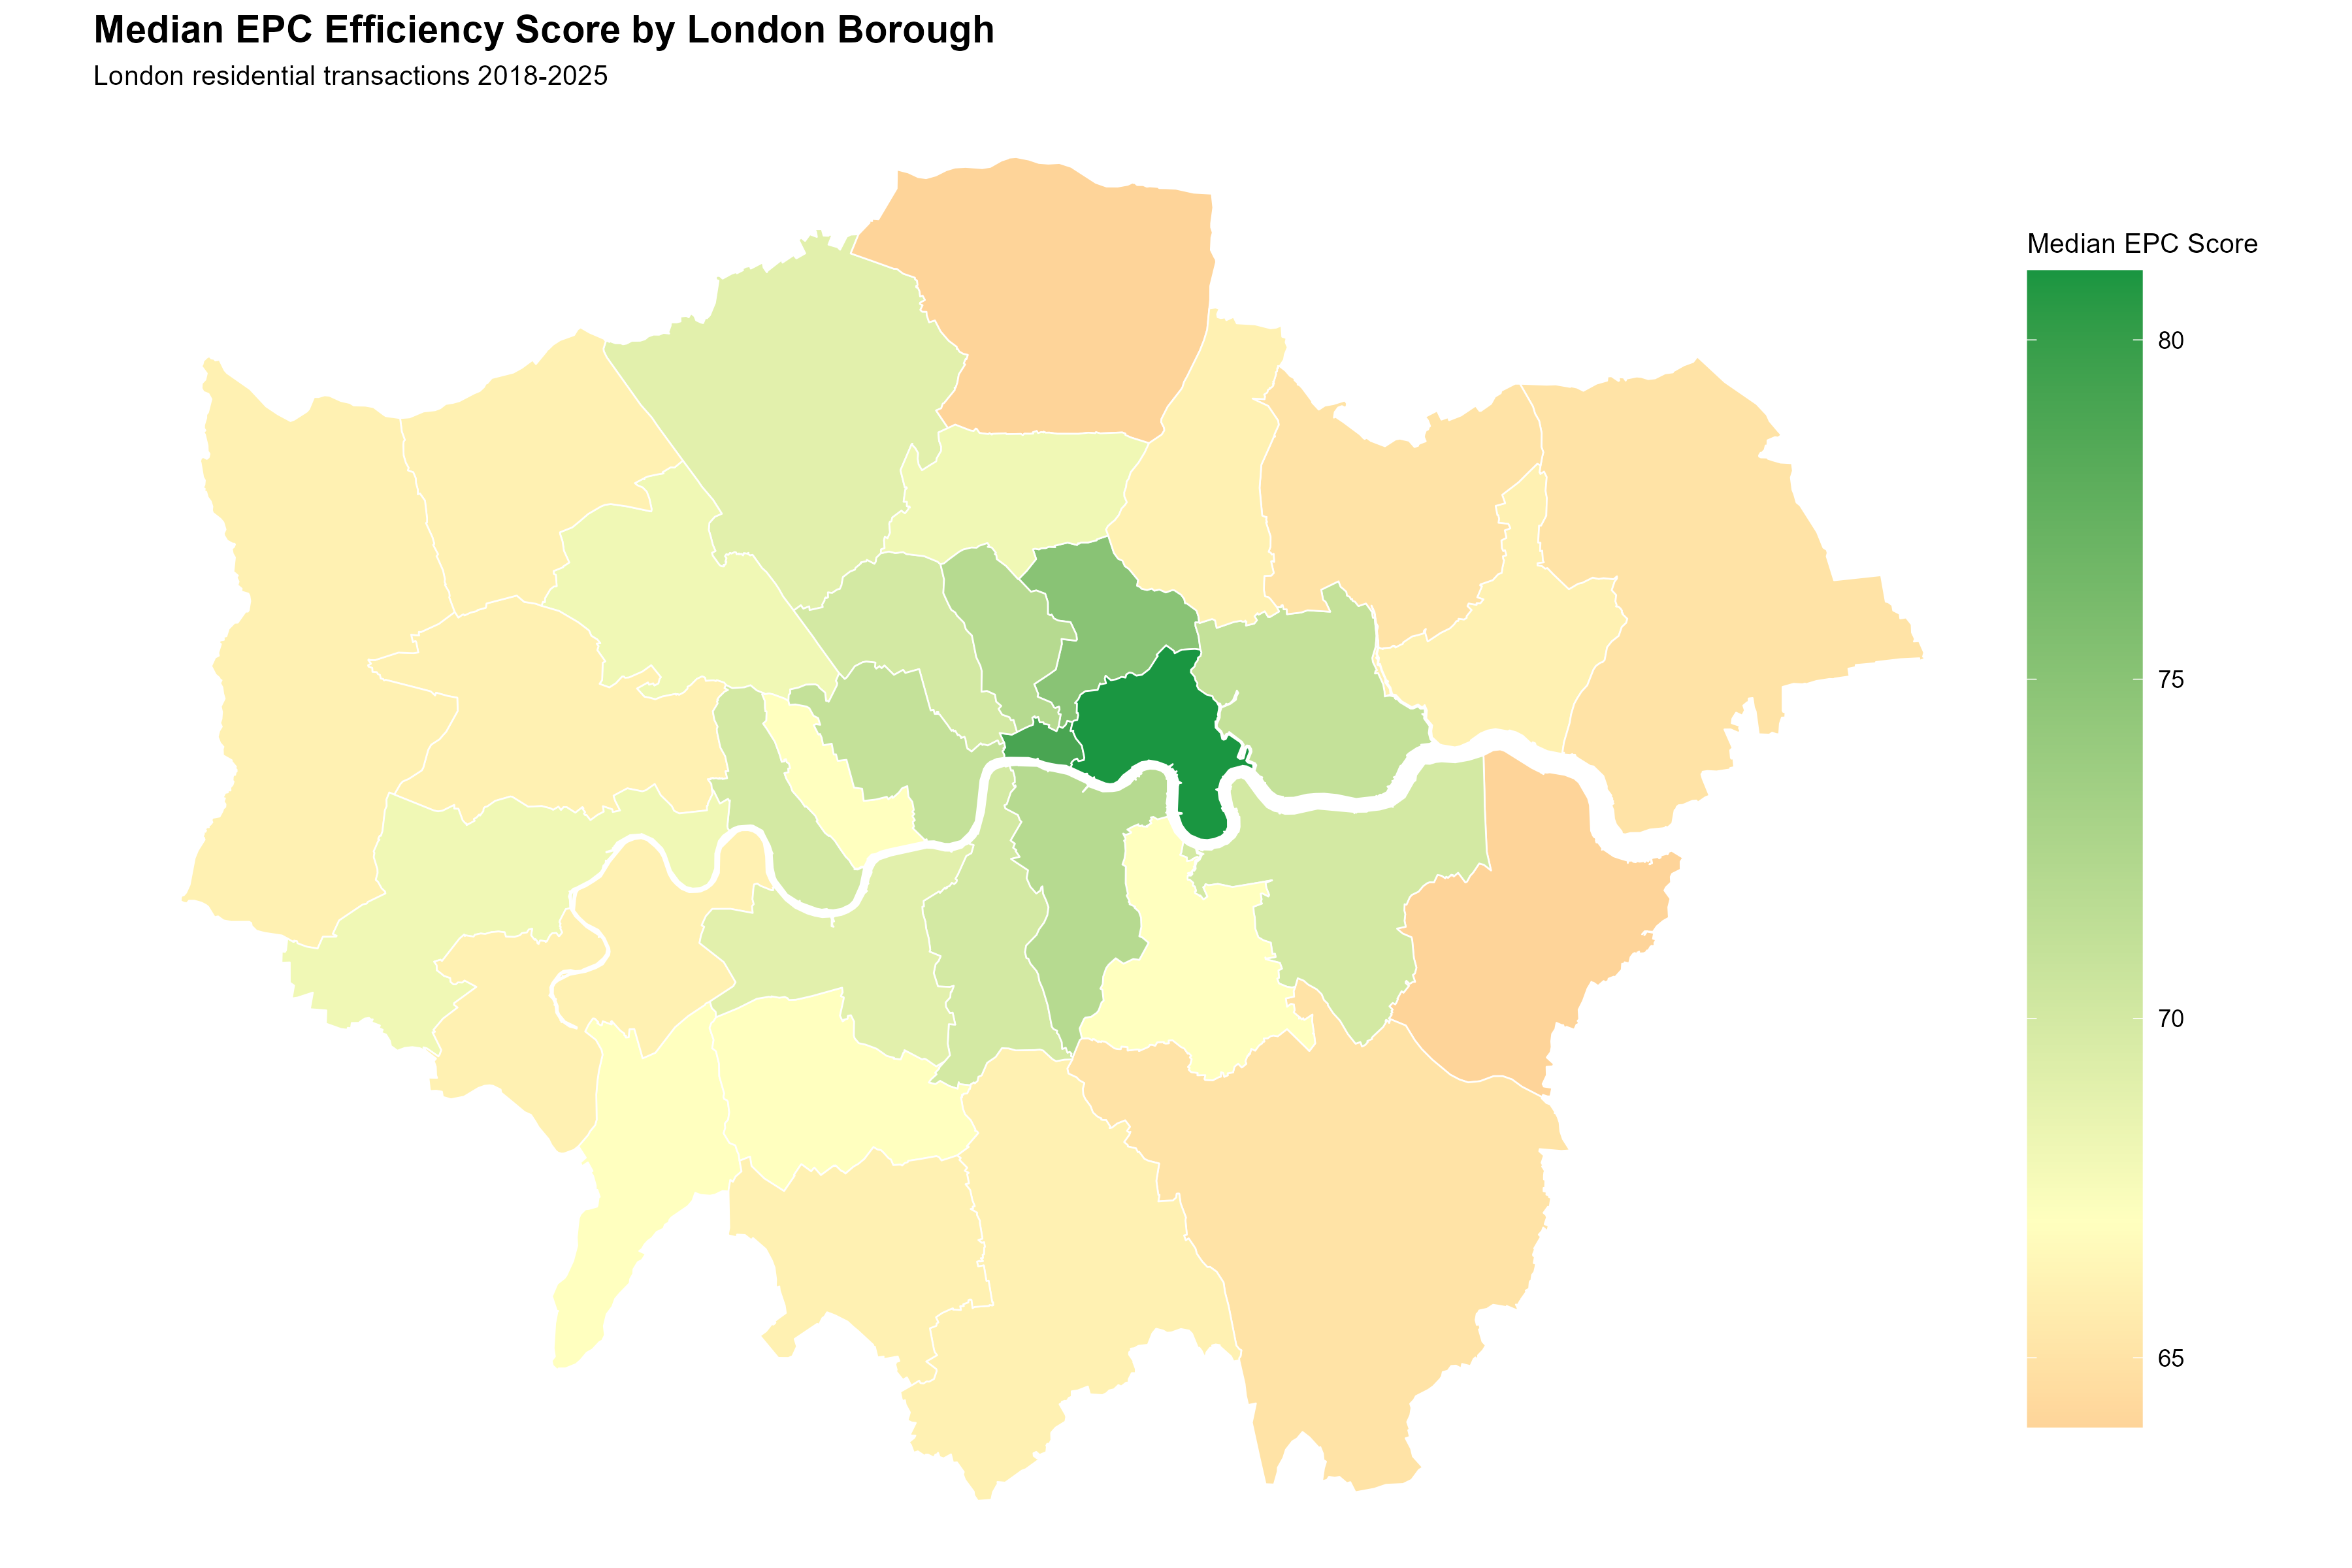 Median EPC Efficiency Score by London Borough
London residential transactions 2018-2025
Median EPC Score
80
75
70
65